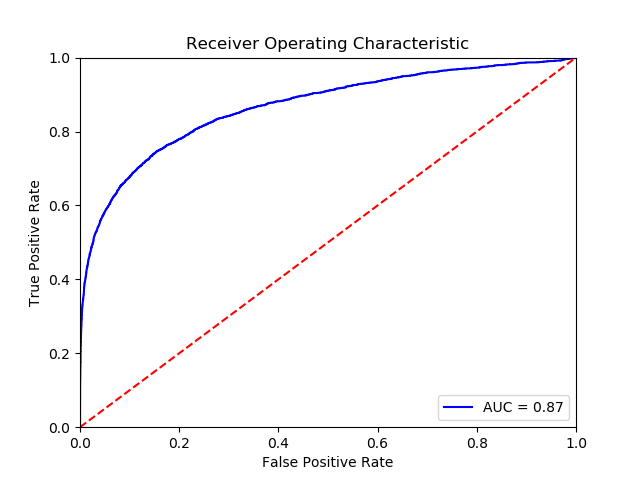 Receiver Operating Characteristic
1.0
0.8
0.6
0.4
0.2
0.0
True Positive Rate
AUC = 0.87
0.0 0.2 0.4 0.6 0.8 1.0
False Positive Rate